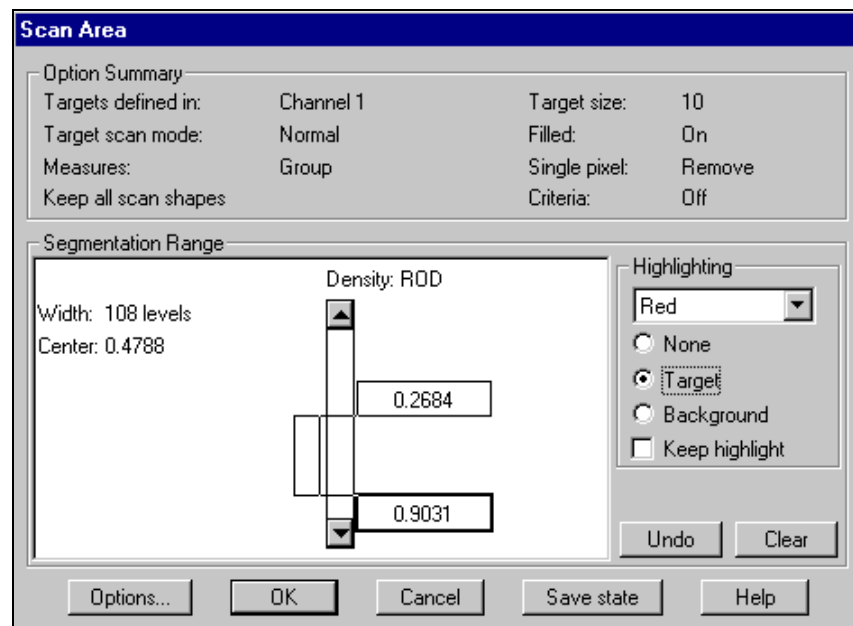 Scan Area
Option Summary
Targets defined in: Channel 1 Target size: 10
Target scan mode: Normal Filled: On
Measures: Group Single pixel: Remove
Keep all scan shapes Criteria: Off
Segmentation Range
Density: ROD
Width: 108 levels
Center: 0.4788
0.2684
0.9031
Highlighting
Red
None
Target
Background
Keep highlight
Undo Clear
Options... OK Cancel Save state Help